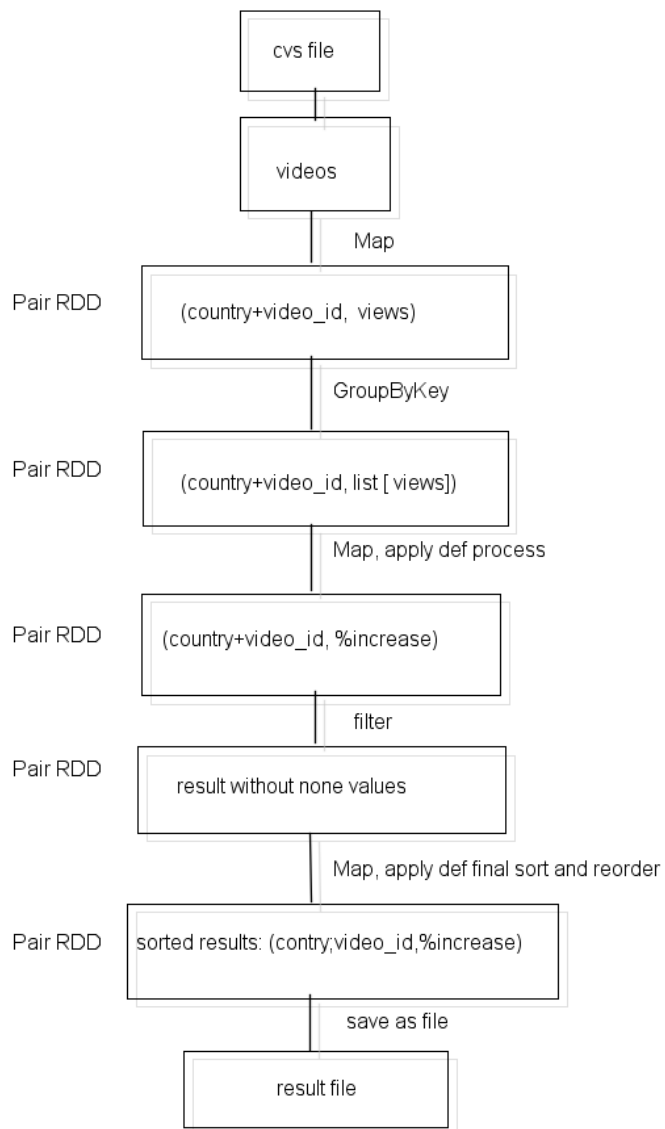 cvs file
videos
Map
Pair RDD
(country+video_id, views)
GroupByKey
Pair RDD
(country+video_id, list [ views])
Map, apply def process
Pair RDD
(country+video_id, %increase)
filter
Pair RDD
result without none values
Map, apply def final sort and reorder
Pair RDD
sorted results: (contry;video_id,%increase)
save as file
result file